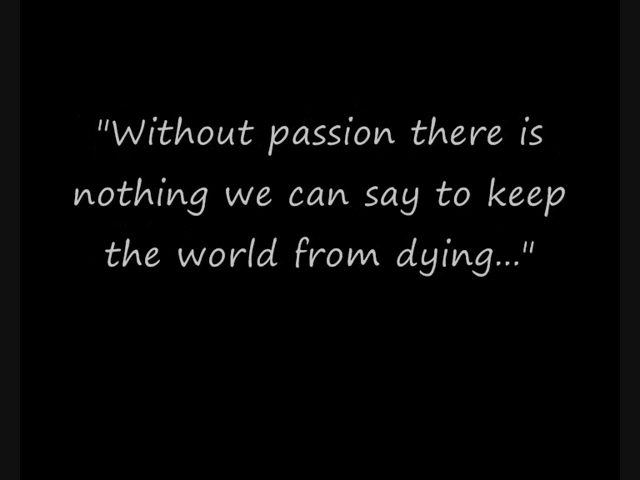 "Without passion there is
nothing we can say to keep
the world from dying..."